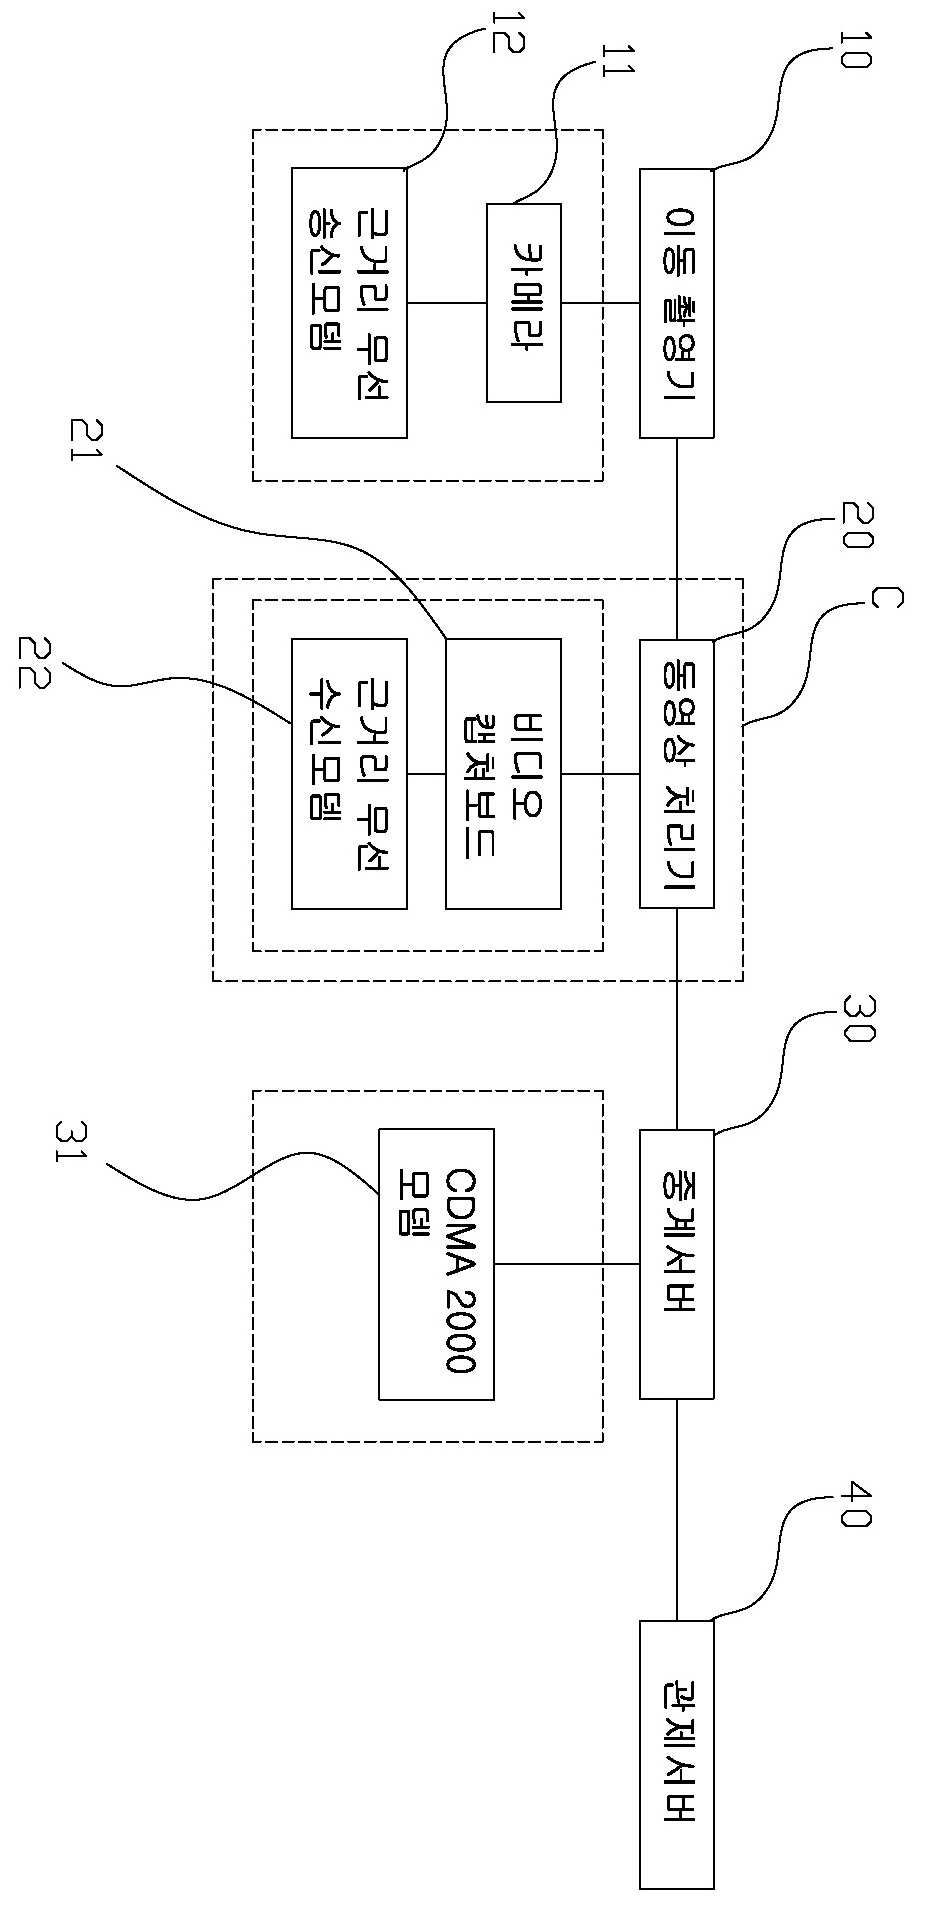 10
20
C
30
40
이동 촬영기
동영상 처리기
중계서버
관제서버
11
카메라
비디오
캡쳐보드
CDMA 2000
모뎀
12
근거리 무선
송신모뎀
근거리 무선
수신모뎀
21
22
31